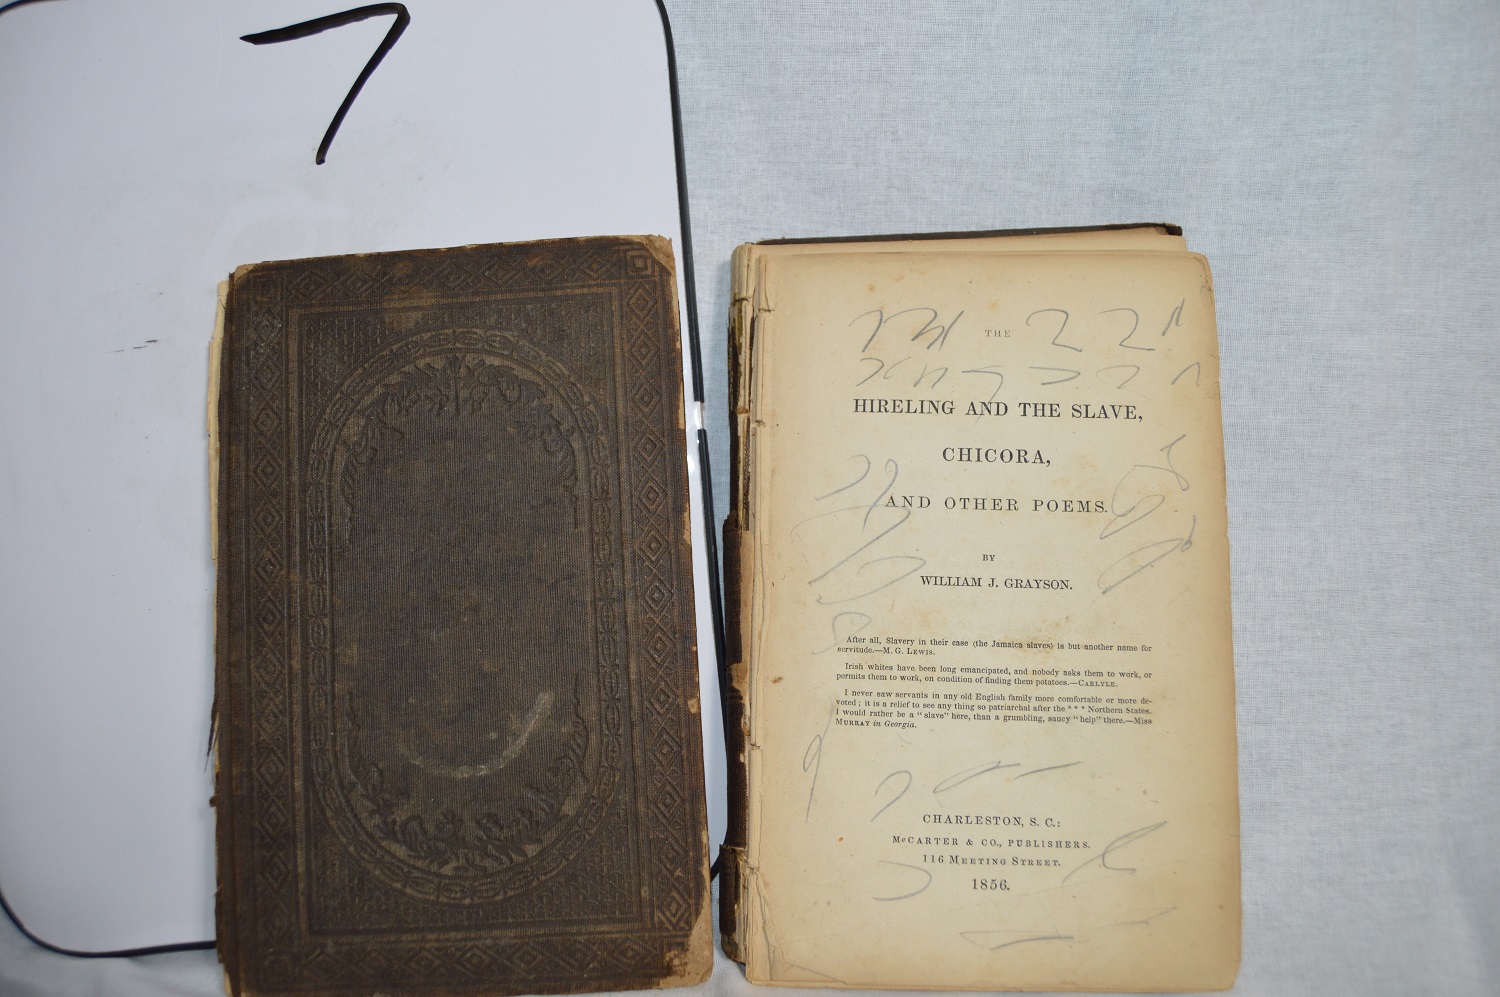 7
THE
HIRELING AND THE SLAVE,
CHICORA,
AND OTHER POEMS.
BY
WILLIAM J. GRAYSON.
After all, Slavery in their case (the Jamaica slaves) is but another name for
servitude.—M. G. LEWIS.
Irish whites have been long emancipated, and nobody asks them to work, or
permits them to work, on condition of finding them potatoes.—CARLYLE.
I never saw servants in any old English family more comfortable or more de-
voted; it is a relief to see any thing so patriarchal after the * * * Northern States.
I would rather be a "slave" here, than a grumbling, saucy "help" there.—MISS
MURRAY in Georgia.
CHARLESTON, S. C.:
McCARTER & CO., PUBLISHERS.
116 MEETING STREET.
1856.